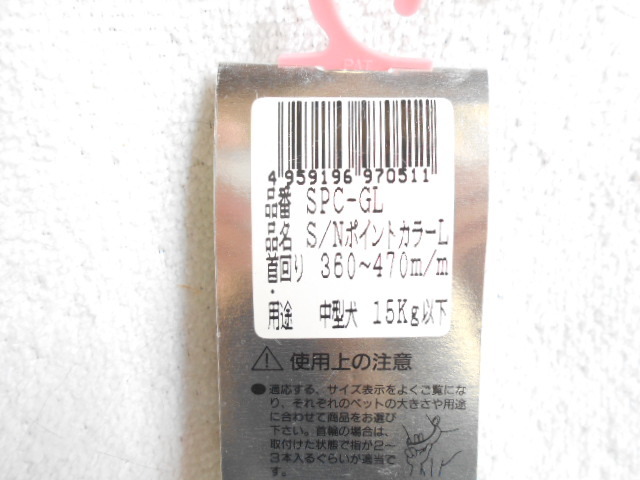 PAT
4 959196 970511
品番 SPC-GL
品名 S/NポイントカラーL
首回り 360～470m/m
・
用途 中型犬 15Kg以下
使用上の注意
●適応する、サイズ表示をよくご覧にな
り、それぞれのペットの大きさや用途
に合わせて商品をお選び
下さい。首輪の場合は、
取付けた状態で指が2～
3本入るぐらいが適当で
す。